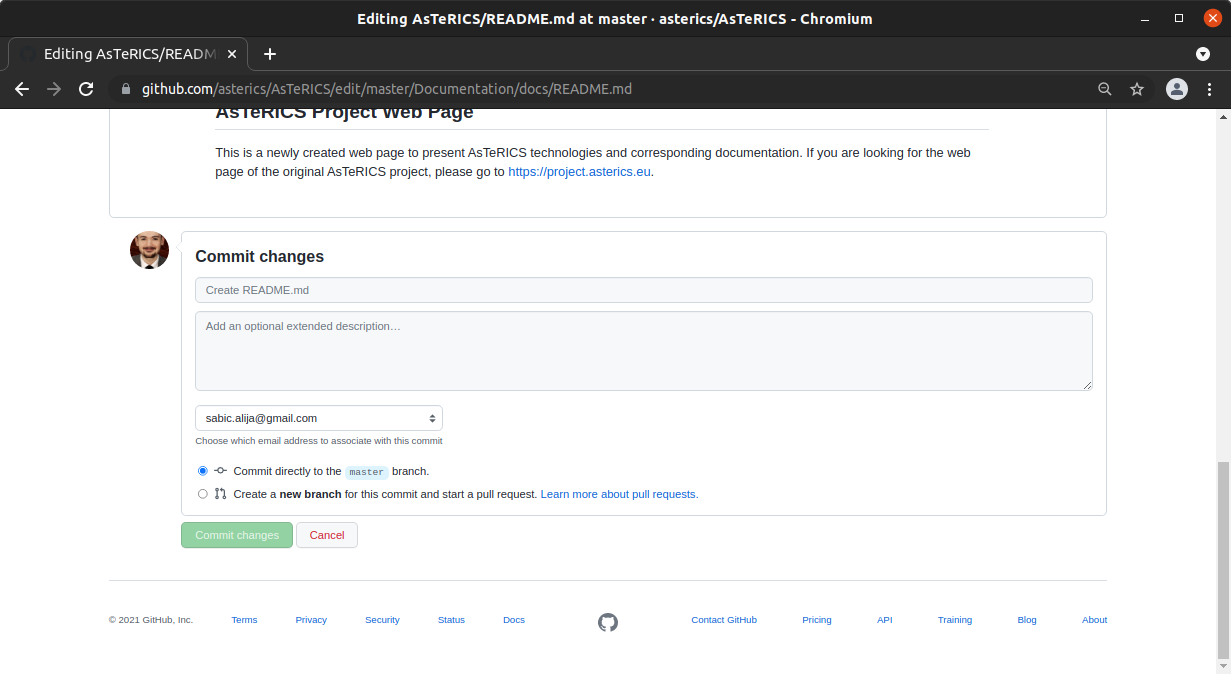 Editing AsTeRICS/README.md at master · asterics/AsTeRICS - Chromium
Editing AsTeRICS/READM
github.com/asterics/AsTeRICS/edit/master/Documentation/docs/README.md
AsTeRICS Project Web Page
This is a newly created web page to present AsTeRICS technologies and corresponding documentation. If you are looking for the web
page of the original AsTeRICS project, please go to https://project.asterics.eu.
Commit changes
Create README.md
Add an optional extended description…
sabic.alija@gmail.com
Choose which email address to associate with this commit
Commit directly to the master branch.
Create a new branch for this commit and start a pull request. Learn more about pull requests.
Commit changes Cancel
© 2021 GitHub, Inc. Terms Privacy Security Status Docs Contact GitHub Pricing API Training Blog About